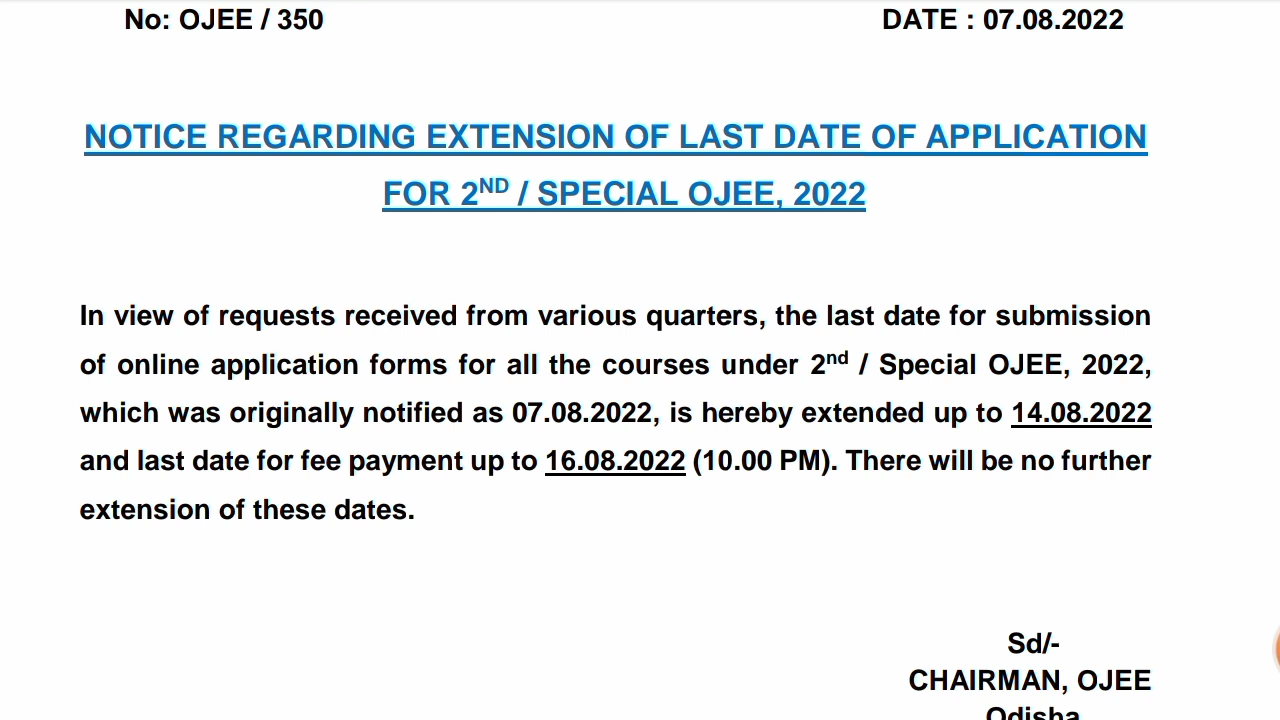 No: OJEE / 350 DATE : 07.08.2022
NOTICE REGARDING EXTENSION OF LAST DATE OF APPLICATION
FOR 2ND / SPECIAL OJEE, 2022
In view of requests received from various quarters, the last date for submission
of online application forms for all the courses under 2nd / Special OJEE, 2022,
which was originally notified as 07.08.2022, is hereby extended up to 14.08.2022
and last date for fee payment up to 16.08.2022 (10.00 PM). There will be no further
extension of these dates.
Sd/-
CHAIRMAN, OJEE
Odisha